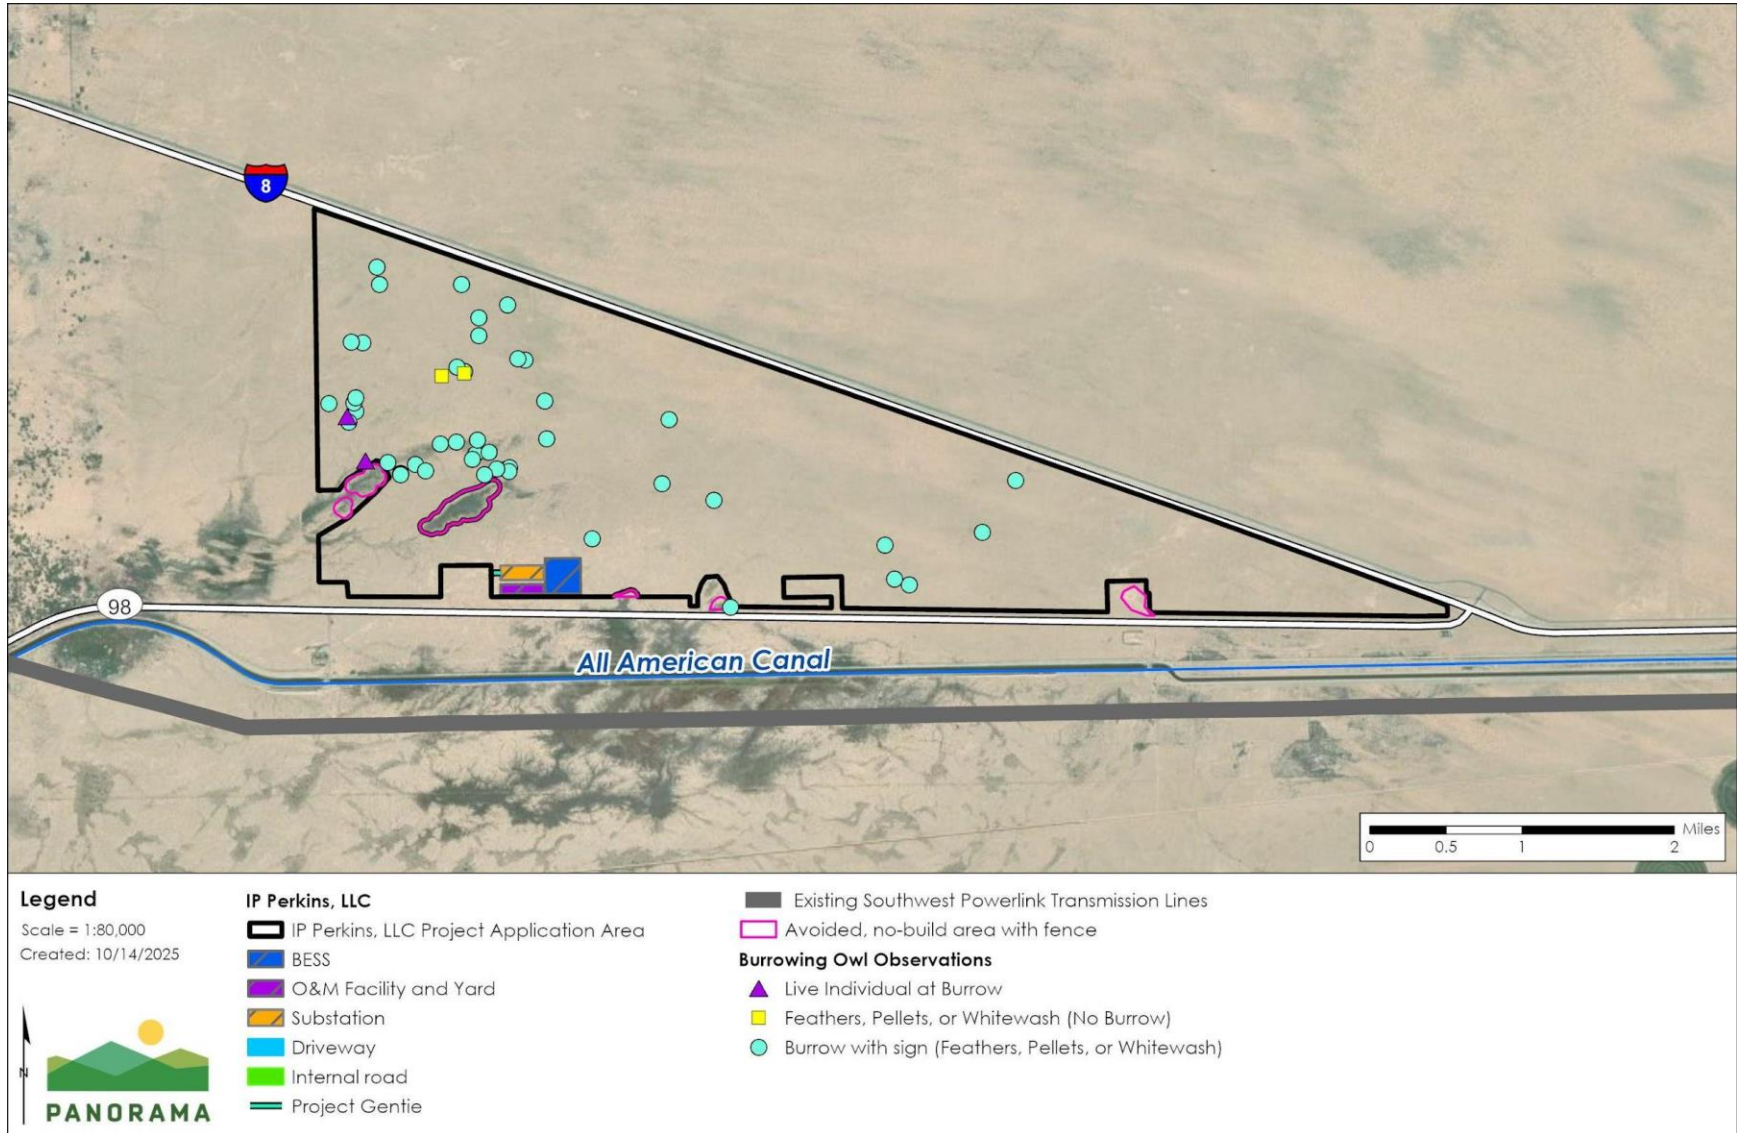 8
98
All American Canal
Miles
0 0.5 1 2
Legend
Scale = 1:80,000
Created: 10/14/2025
N
PANORAMA
IP Perkins, LLC
IP Perkins, LLC Project Application Area
BESS
O&M Facility and Yard
Substation
Driveway
Internal road
Project Gentie
Existing Southwest Powerlink Transmission Lines
Avoided, no-build area with fence
Burrowing Owl Observations
Live Individual at Burrow
Feathers, Pellets, or Whitewash (No Burrow)
Burrow with sign (Feathers, Pellets, or Whitewash)